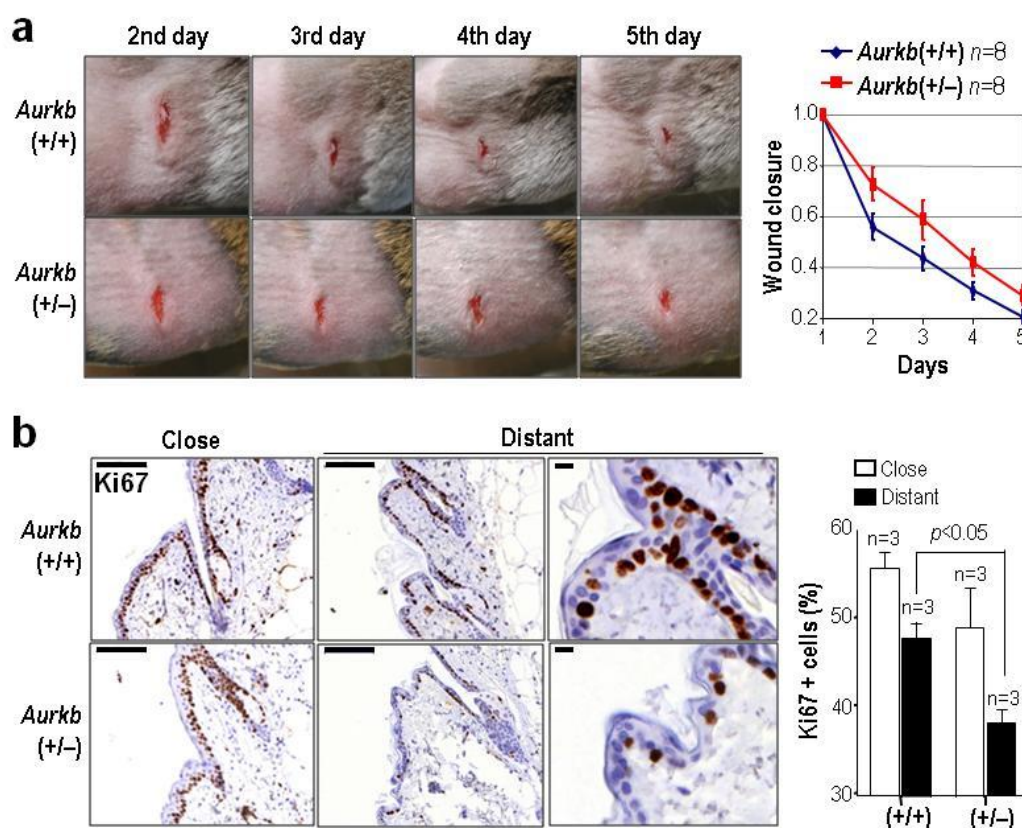 a
2nd day 3rd day 4th day 5th day
Aurkb
(+/+)
Aurkb
(+/–)
Aurkb(+/+) n=8
Aurkb(+/–) n=8
Wound closure
1.0
0.8
0.6
0.4
0.2
1 2 3 4 5
Days
b
Close Distant
Ki67
Aurkb
(+/+)
Aurkb
(+/–)
Close
Distant
Ki67 + cells (%)
60
50
40
30
n=3
n=3
n=3
n=3
p<0.05
(+/+) (+/–)